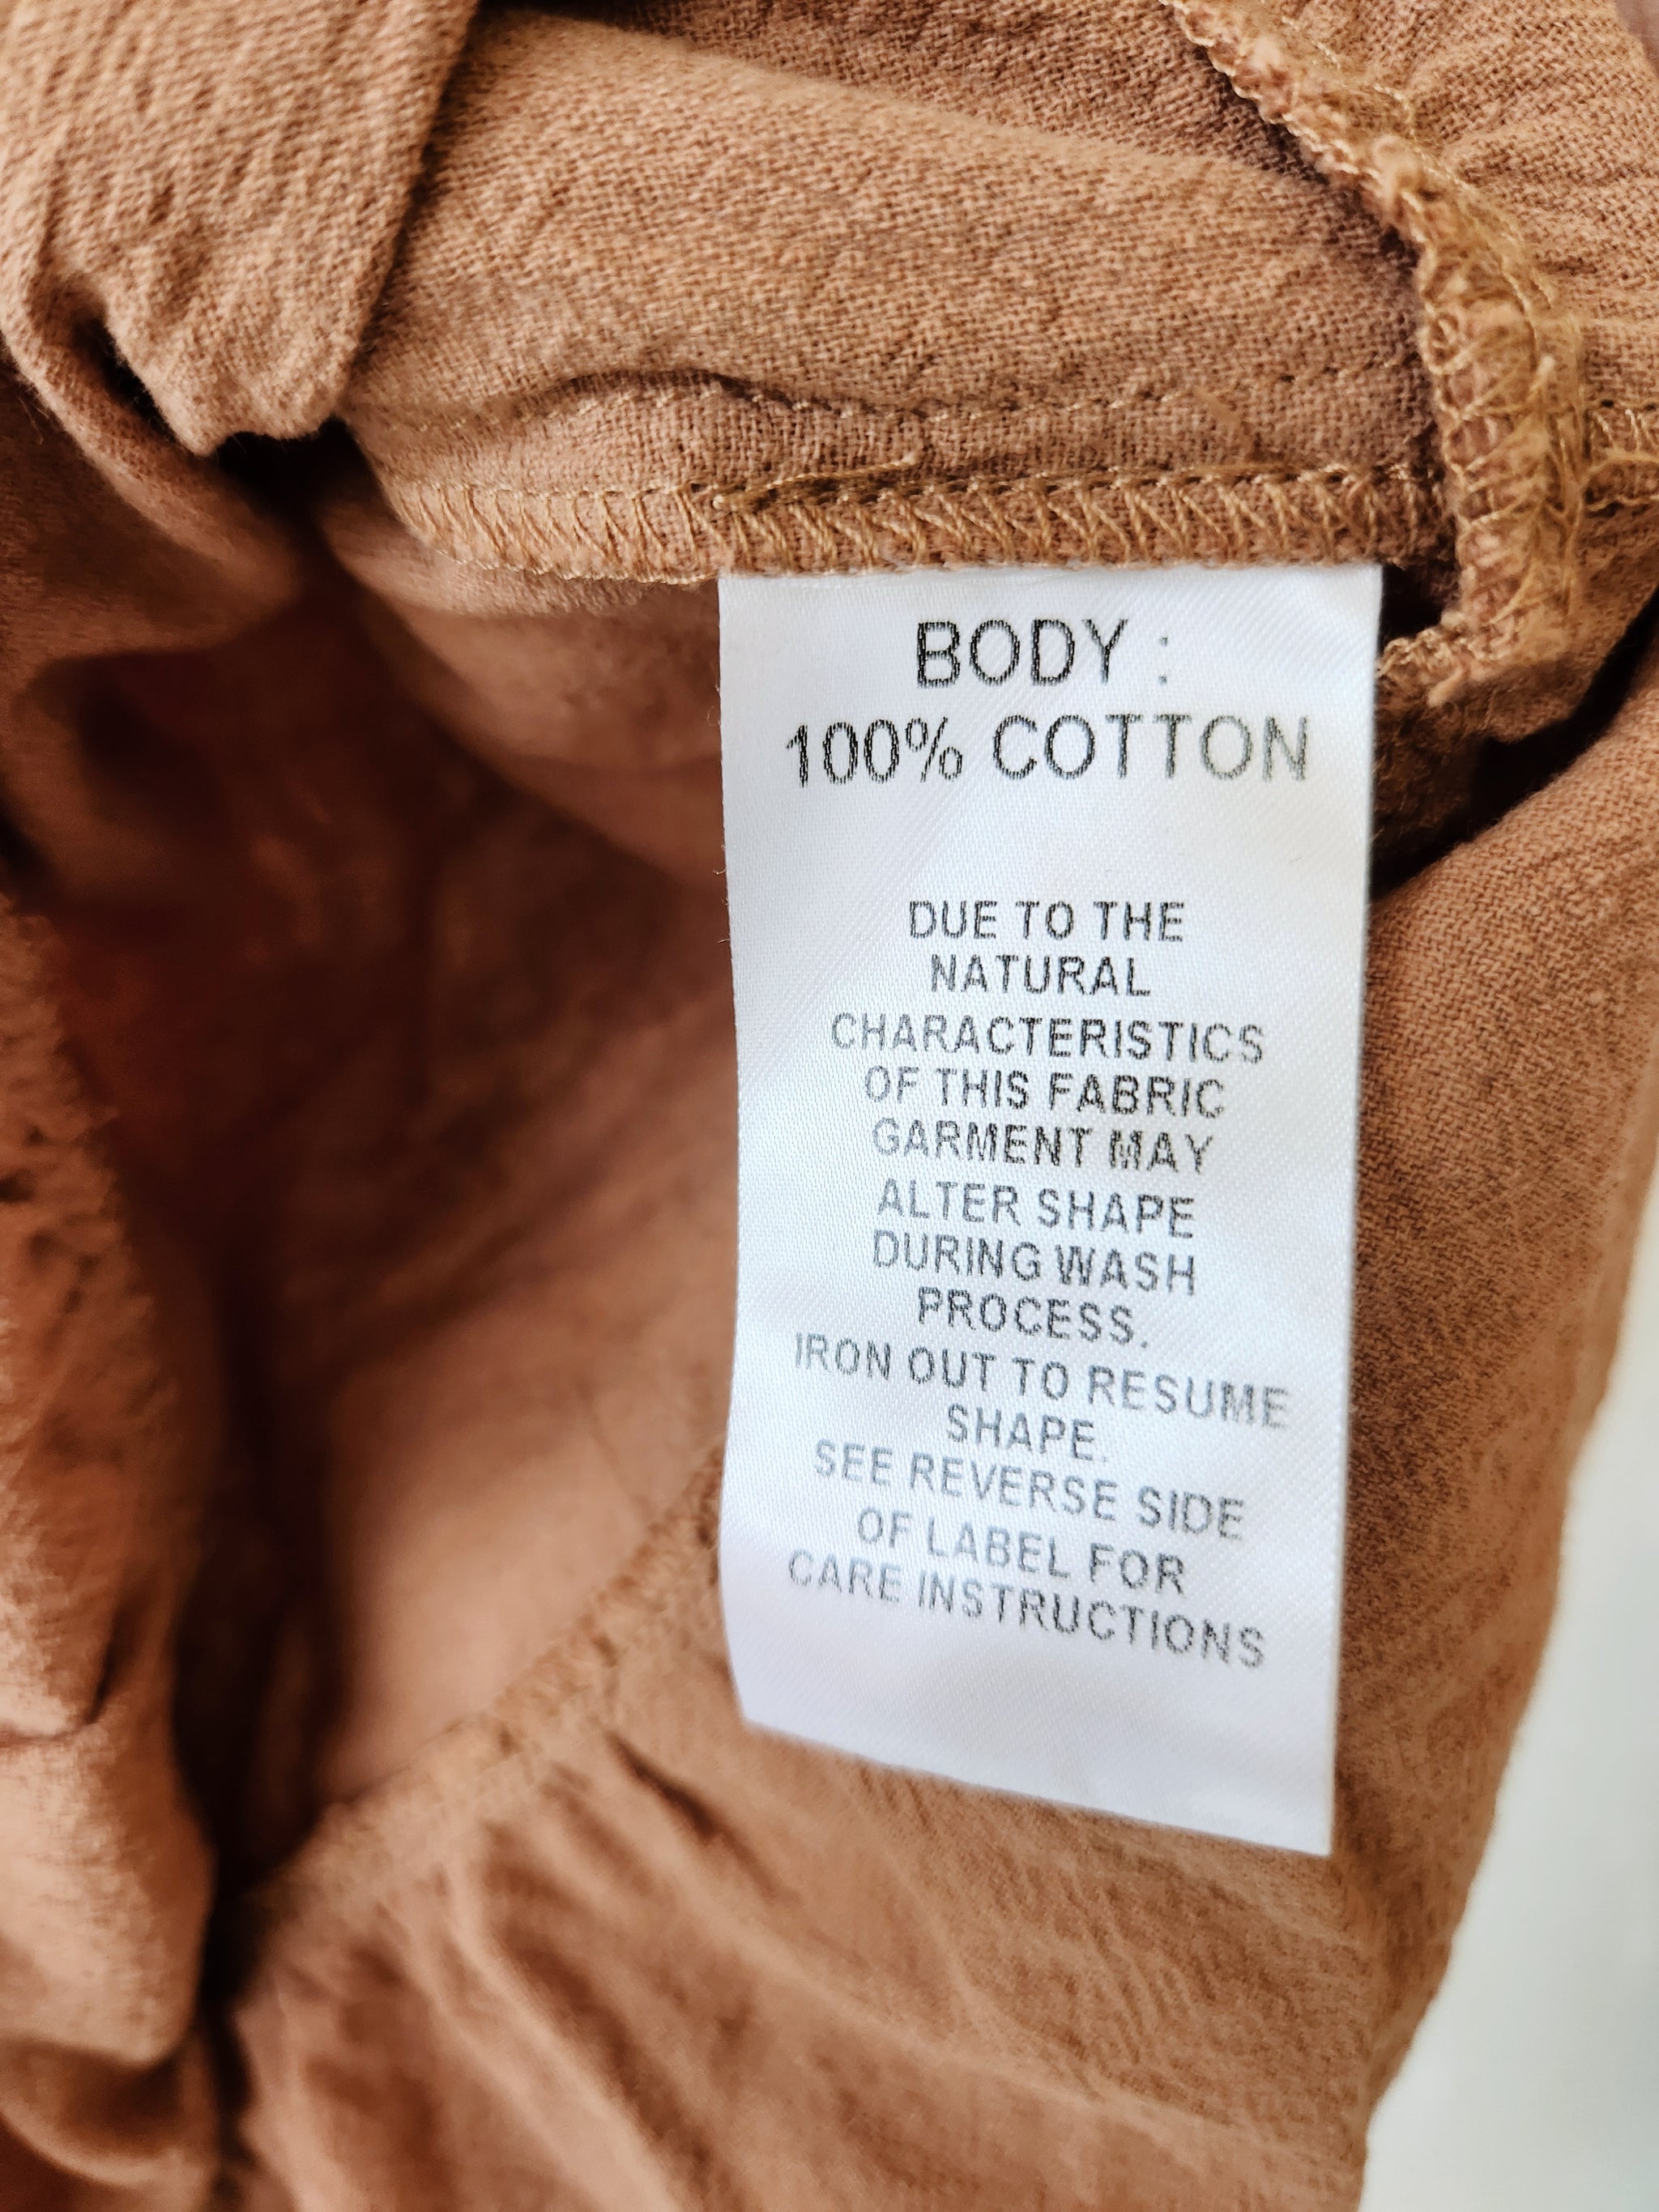 BODY :
100% COTTON
DUE TO THE
NATURAL
CHARACTERISTICS
OF THIS FABRIC
GARMENT MAY
ALTER SHAPE
DURING WASH
PROCESS.
IRON OUT TO RESUME
SHAPE.
SEE REVERSE SIDE
OF LABEL FOR
CARE INSTRUCTIONS